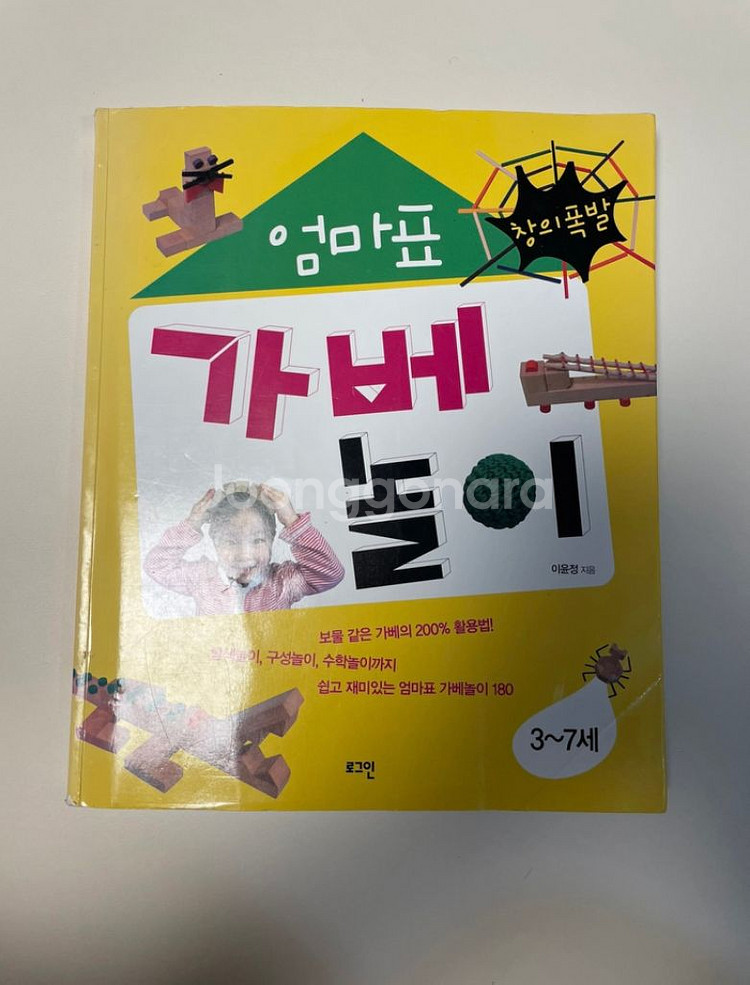 엄마표
창의폭발
가베
놀이
joonggonara
이윤정 지음
보물 같은 가베의 200% 활용법!
구성놀이, 수학놀이까지
쉽고 재미있는 엄마표 가베놀이 180
3~7세
로그인